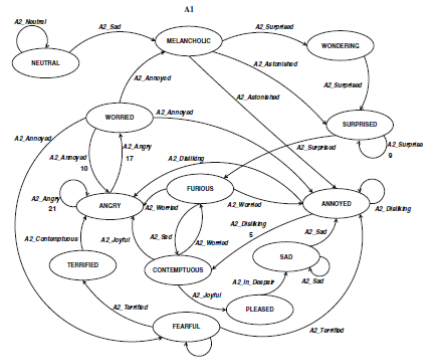 A1
A2_Neutral
A2_Sad
MELANCHOLIC
A2_Surprised
WONDERING
NEUTRAL
A2_Astonished
A2_Annoyed
A2_Surprised
A2_Astonished
WORRIED
A2_Annoyed
SURPRISED
A2_Annoyed
A2_Surprise
9
A2_Annoyed
10
A2_Angry
17
A2_Surprised
A2_Disliking
A2_Angry
21
FURIOUS
ANGRY
A2_Worried
A2_Worried
ANNOYED
A2_Disliking
A2_Disliking
5
A2_Sad
A2_Worried
A2_Sad
A2_Contemptuous
A2_Joyful
SAD
TERRIFIED
CONTEMPTUOUS
A2_In_Despair
A2_Sad
A2_Joyful
A2_Terrified
PLEASED
FEARFUL
A2_Terrified